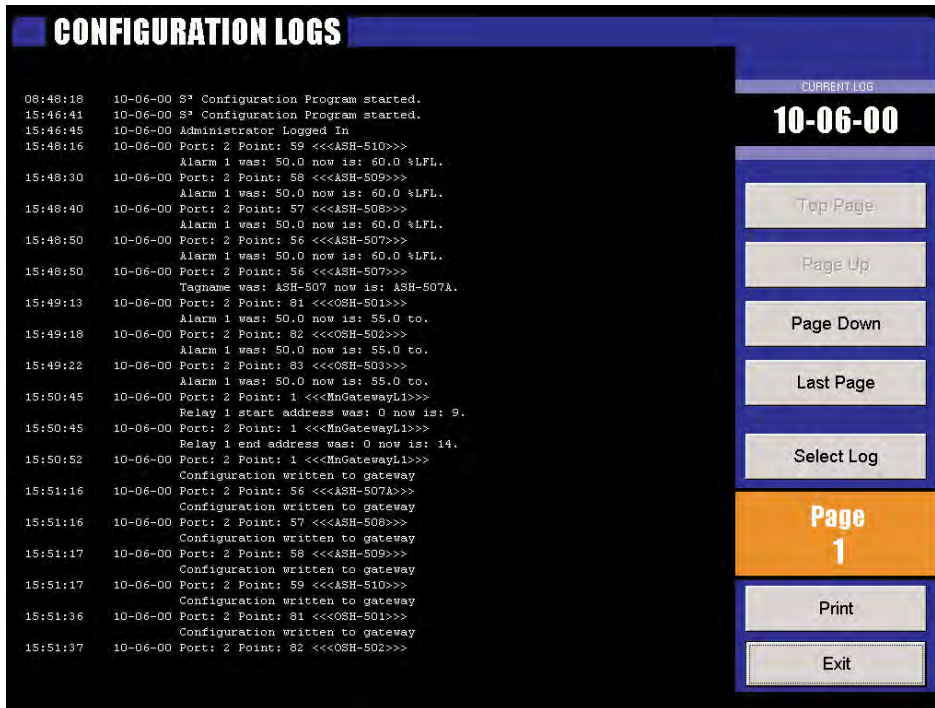 CONFIGURATION LOGS
08:48:18 10-06-00 S³ Configuration Program started.
15:46:41 10-06-00 S³ Configuration Program started.
15:46:45 10-06-00 Administrator Logged In
15:48:16 10-06-00 Port: 2 Point: 59 <<<ASH-510>>>
Alarm 1 was: 50.0 now is: 60.0 %LFL.
15:48:30 10-06-00 Port: 2 Point: 58 <<<ASH-509>>>
Alarm 1 was: 50.0 now is: 60.0 %LFL.
15:48:40 10-06-00 Port: 2 Point: 57 <<<ASH-508>>>
Alarm 1 was: 50.0 now is: 60.0 %LFL.
15:48:50 10-06-00 Port: 2 Point: 56 <<<ASH-507>>>
Alarm 1 was: 50.0 now is: 60.0 %LFL.
15:48:50 10-06-00 Port: 2 Point: 56 <<<ASH-507>>>
Tagname was: ASH-507 now is: ASH-507A.
15:49:13 10-06-00 Port: 2 Point: 81 <<<OSH-501>>>
Alarm 1 was: 50.0 now is: 55.0 to.
15:49:18 10-06-00 Port: 2 Point: 82 <<<OSH-502>>>
Alarm 1 was: 50.0 now is: 55.0 to.
15:49:22 10-06-00 Port: 2 Point: 83 <<<OSH-503>>>
Alarm 1 was: 50.0 now is: 55.0 to.
15:50:45 10-06-00 Port: 2 Point: 1 <<<MnGatewayL1>>>
Relay 1 start address was: 0 now is: 9.
15:50:45 10-06-00 Port: 2 Point: 1 <<<MnGatewayL1>>>
Relay 1 end address was: 0 now is: 14.
15:50:52 10-06-00 Port: 2 Point: 1 <<<MnGatewayL1>>>
Configuration written to gateway
15:51:16 10-06-00 Port: 2 Point: 56 <<<ASH-507A>>>
Configuration written to gateway
15:51:16 10-06-00 Port: 2 Point: 57 <<<ASH-508>>>
Configuration written to gateway
15:51:17 10-06-00 Port: 2 Point: 58 <<<ASH-509>>>
Configuration written to gateway
15:51:17 10-06-00 Port: 2 Point: 59 <<<ASH-510>>>
Configuration written to gateway
15:51:36 10-06-00 Port: 2 Point: 81 <<<OSH-501>>>
Configuration written to gateway
15:51:37 10-06-00 Port: 2 Point: 82 <<<OSH-502>>>
CURRENT LOG
10-06-00
Top Page
Page Up
Page Down
Last Page
Select Log
Page
1
Print
Exit